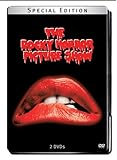 SPECIAL EDITION
THE
ROCKY HORROR
PICTURE SHOW
2 DVDs